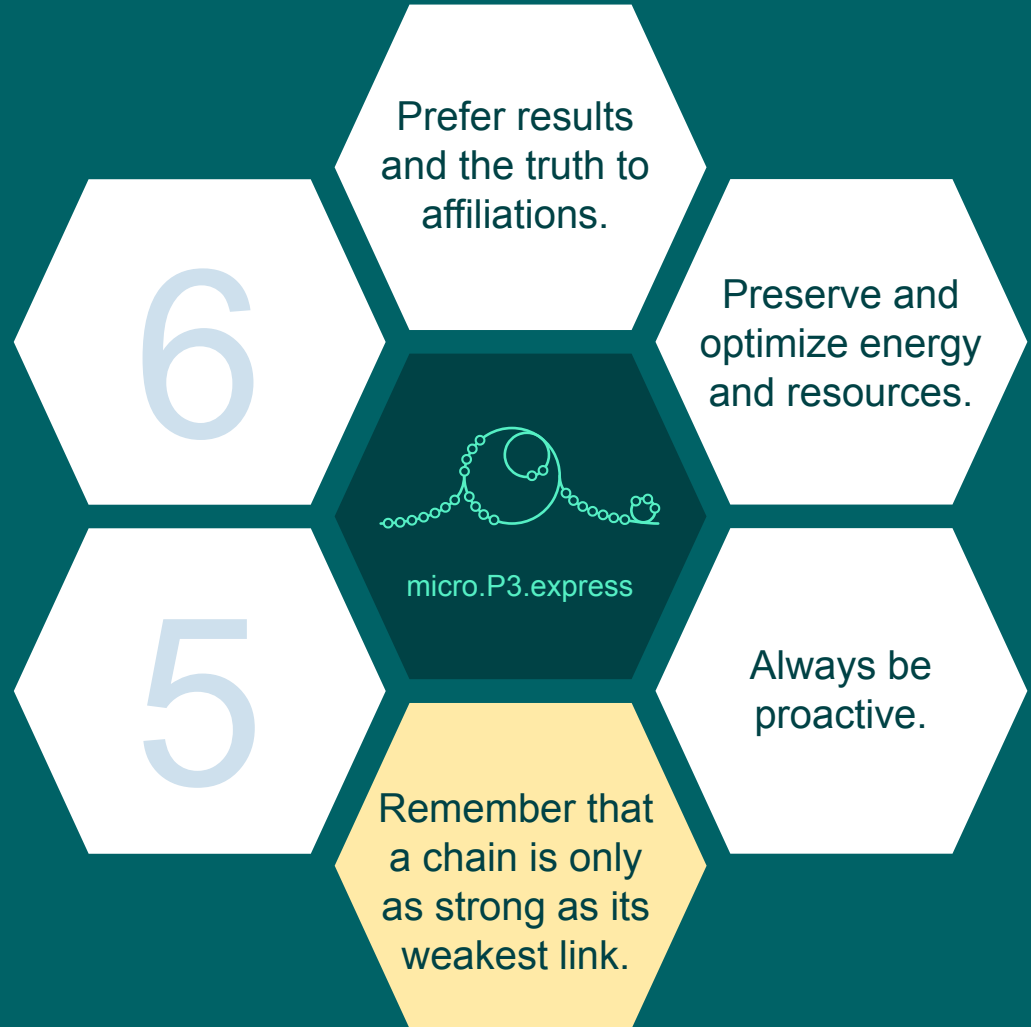 Prefer results
and the truth to
affiliations.
Preserve and
optimize energy
and resources.
Always be
proactive.
Remember that
a chain is only
as strong as its
weakest link.
5
6
micro.P3.express